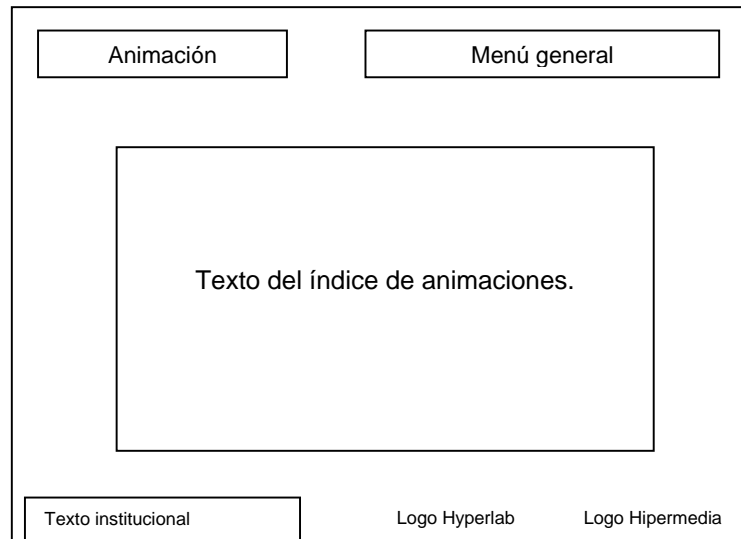 Animación
Menú general
Texto del índice de animaciones.
Texto institucional
Logo Hyperlab
Logo Hipermedia